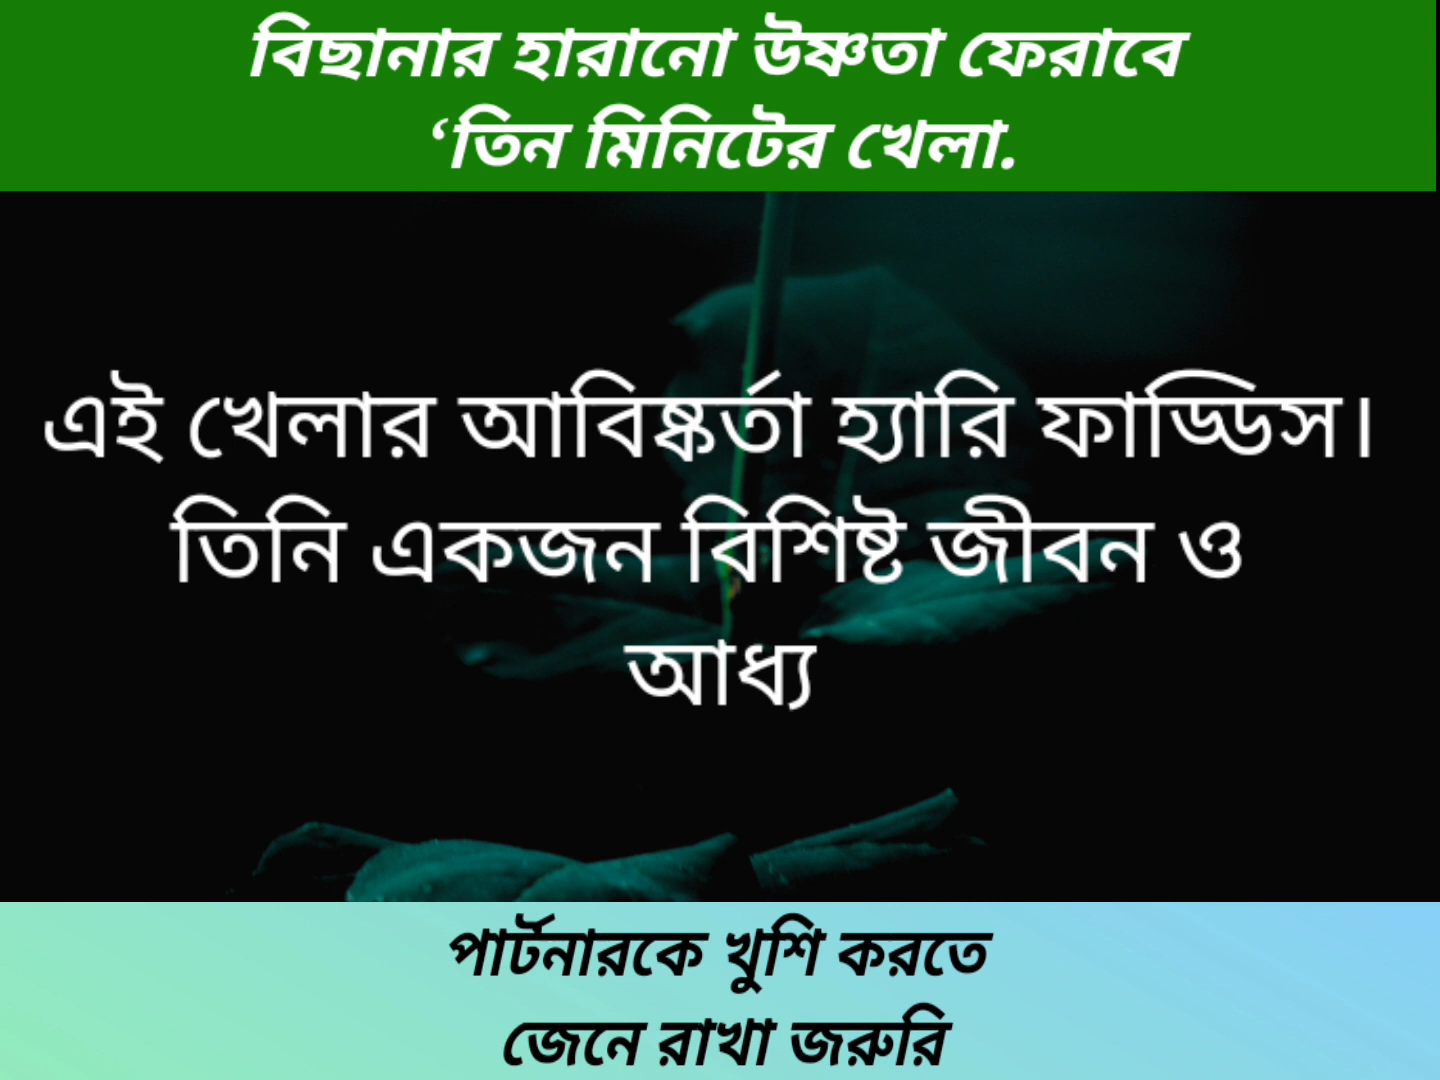 বিছানার হারানো উষ্ণতা ফেরাবে
‘তিন মিনিটের খেলা.
এই খেলার আবিষ্কর্তা হ্যারি ফাড্ডিস।
তিনি একজন বিশিষ্ট জীবন ও
আধ্য
পার্টনারকে খুশি করতে
জেনে রাখা জরুরি